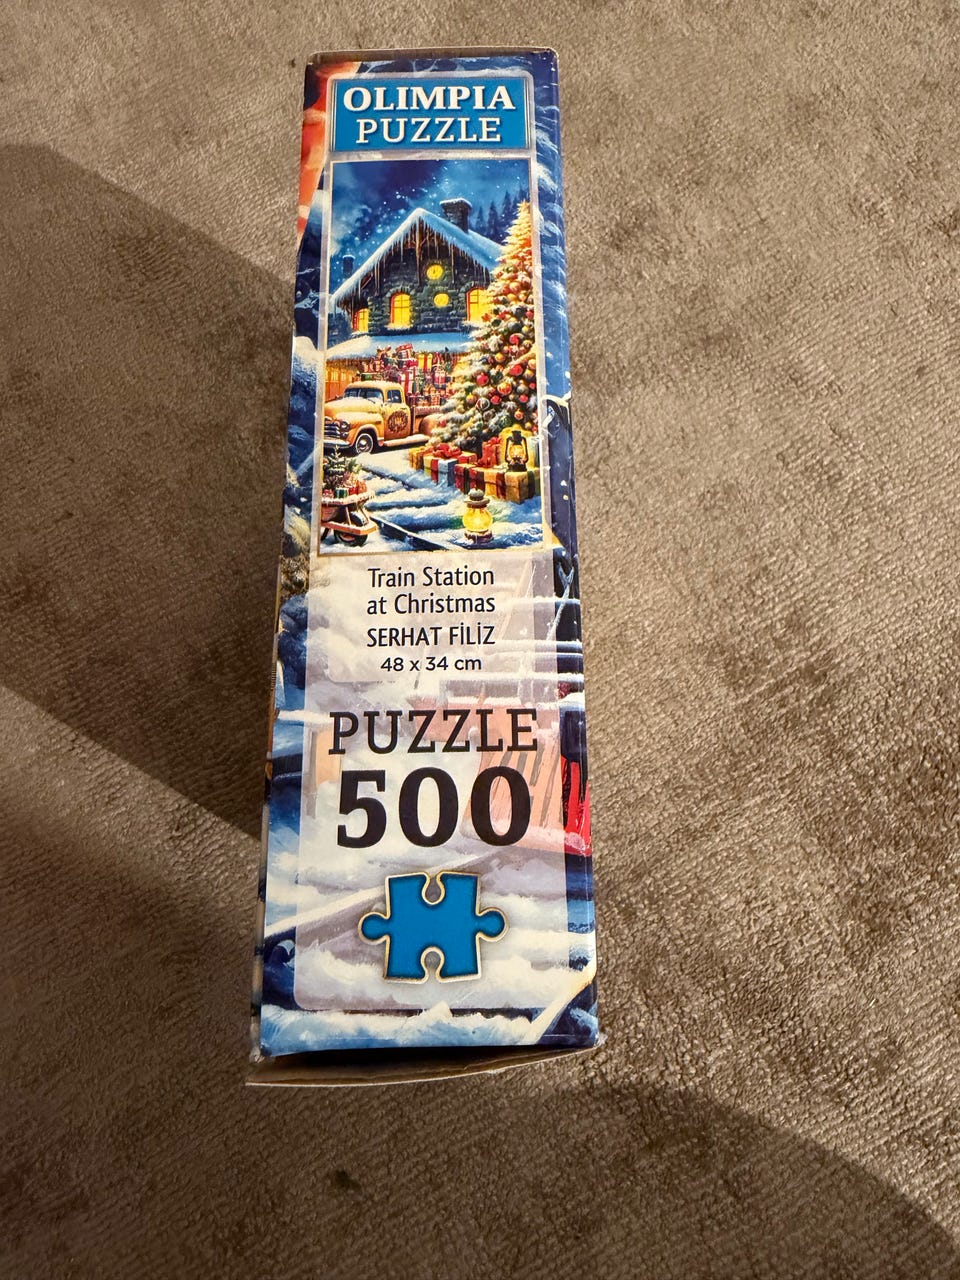 OLIMPIA
PUZZLE
Train Station
at Christmas
SERHAT FİLİZ
48 x 34 cm
PUZZLE
500